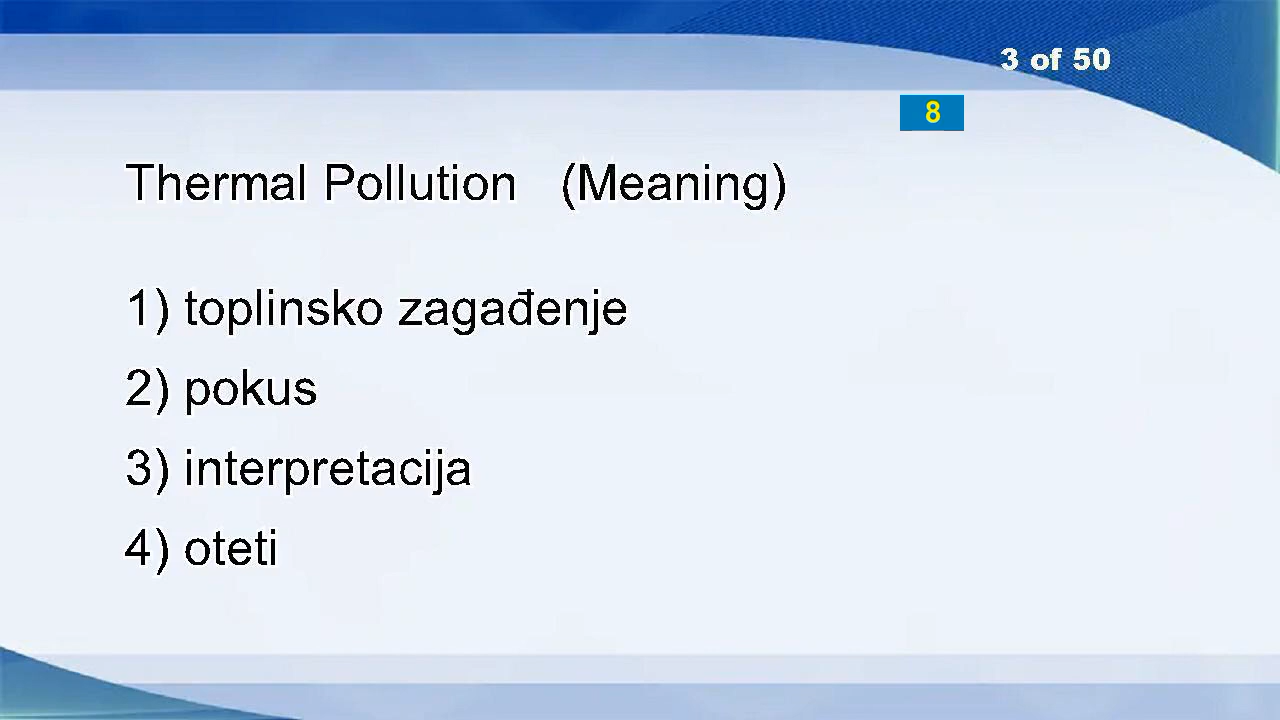 3 of 50
8
Thermal Pollution (Meaning)
1) toplinsko zagađenje
2) pokus
3) interpretacija
4) oteti